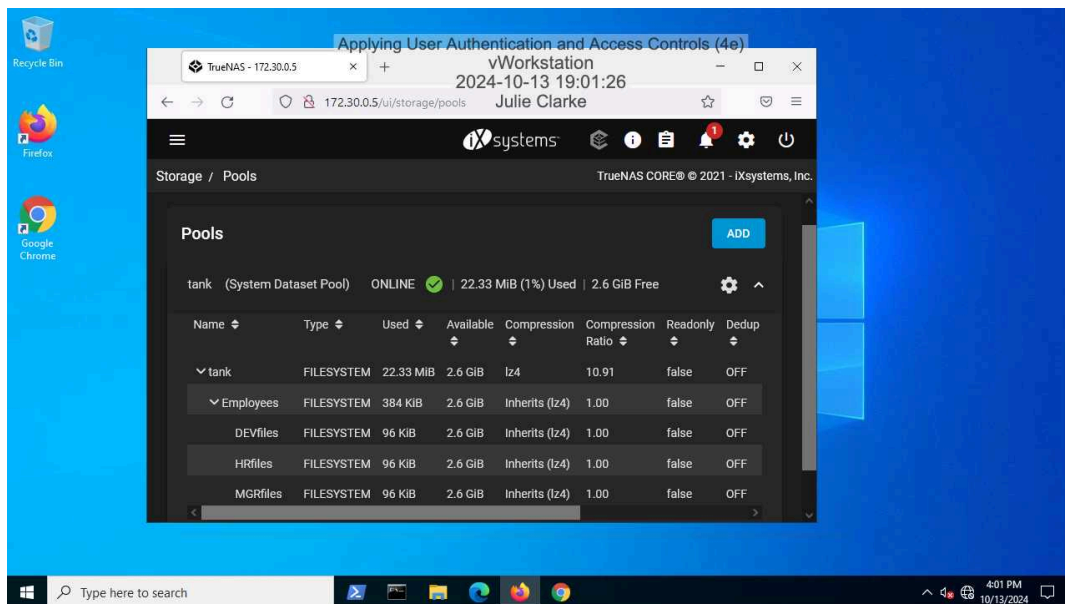 Recycle Bin
Firefox
Google
Chrome
Applying User Authentication and Access Controls (4e)
vWorkstation
2024-10-13 19:01:26
Julie Clarke
TrueNAS - 172.30.0.5
172.30.0.5/ui/storage/pools
iXsystems
1
Storage / Pools
TrueNAS CORE® © 2021 - iXsystems, Inc.
Pools
ADD
tank (System Dataset Pool) ONLINE | 22.33 MiB (1%) Used | 2.6 GiB Free
Name Type Used Available Compression Compression Ratio Readonly Dedup
tank FILESYSTEM 22.33 MiB 2.6 GiB lz4 10.91 false OFF
Employees FILESYSTEM 384 KiB 2.6 GiB Inherits (lz4) 1.00 false OFF
DEVfiles FILESYSTEM 96 KiB 2.6 GiB Inherits (lz4) 1.00 false OFF
HRfiles FILESYSTEM 96 KiB 2.6 GiB Inherits (lz4) 1.00 false OFF
MGRfiles FILESYSTEM 96 KiB 2.6 GiB Inherits (lz4) 1.00 false OFF
Type here to search
4:01 PM
10/13/2024